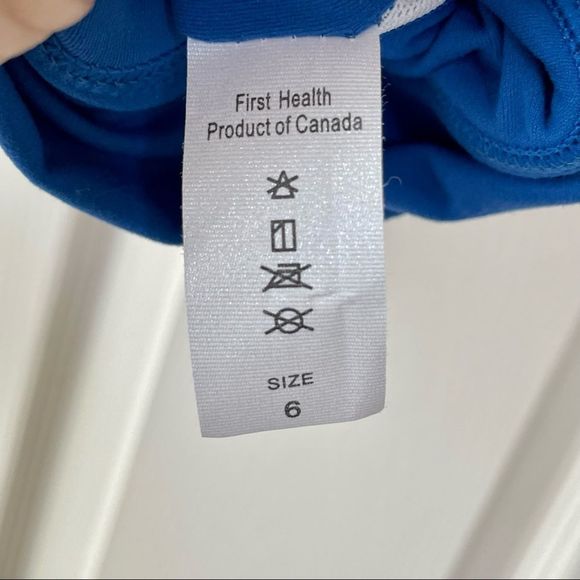 First Health
Product of Canada
SIZE
6